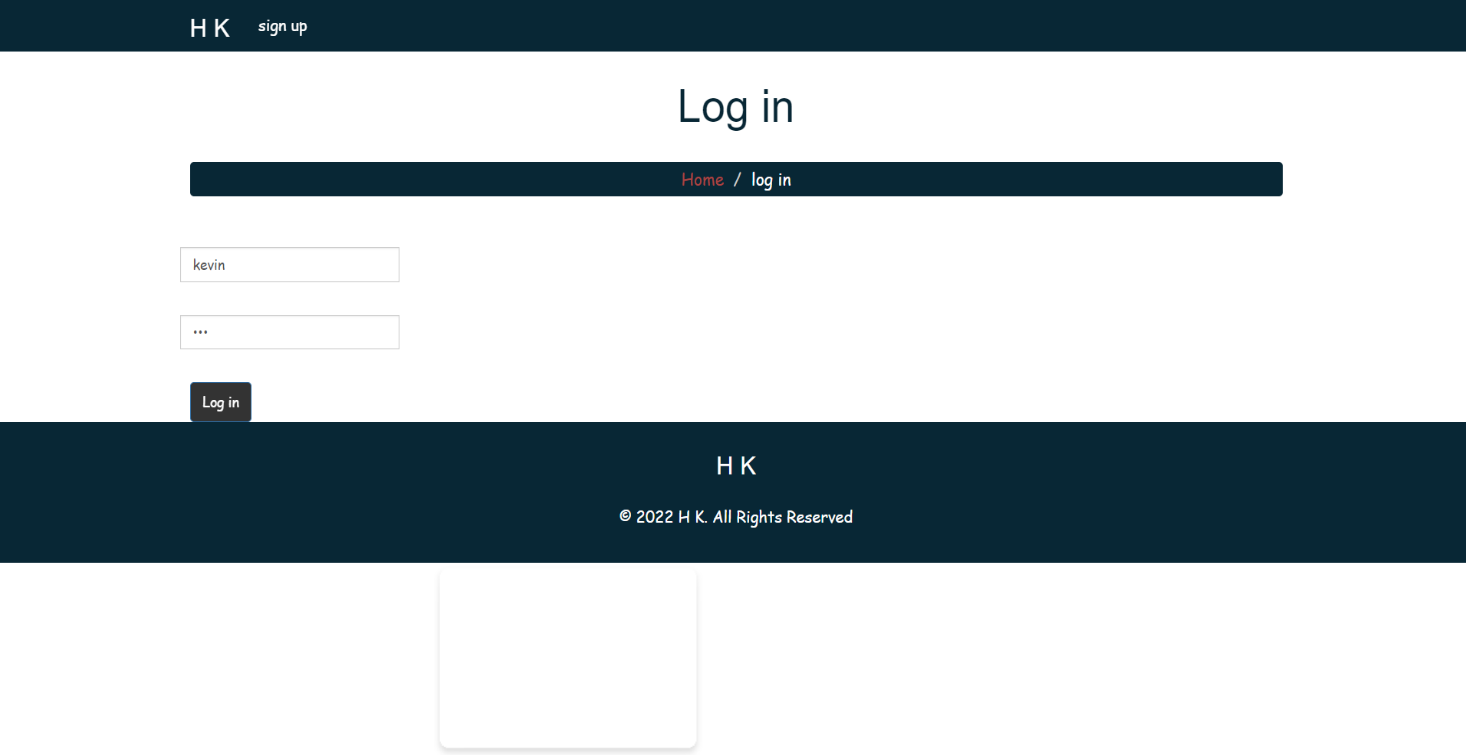 H K sign up
Log in
Home / log in
kevin
•••
Log in
H K
© 2022 H K. All Rights Reserved